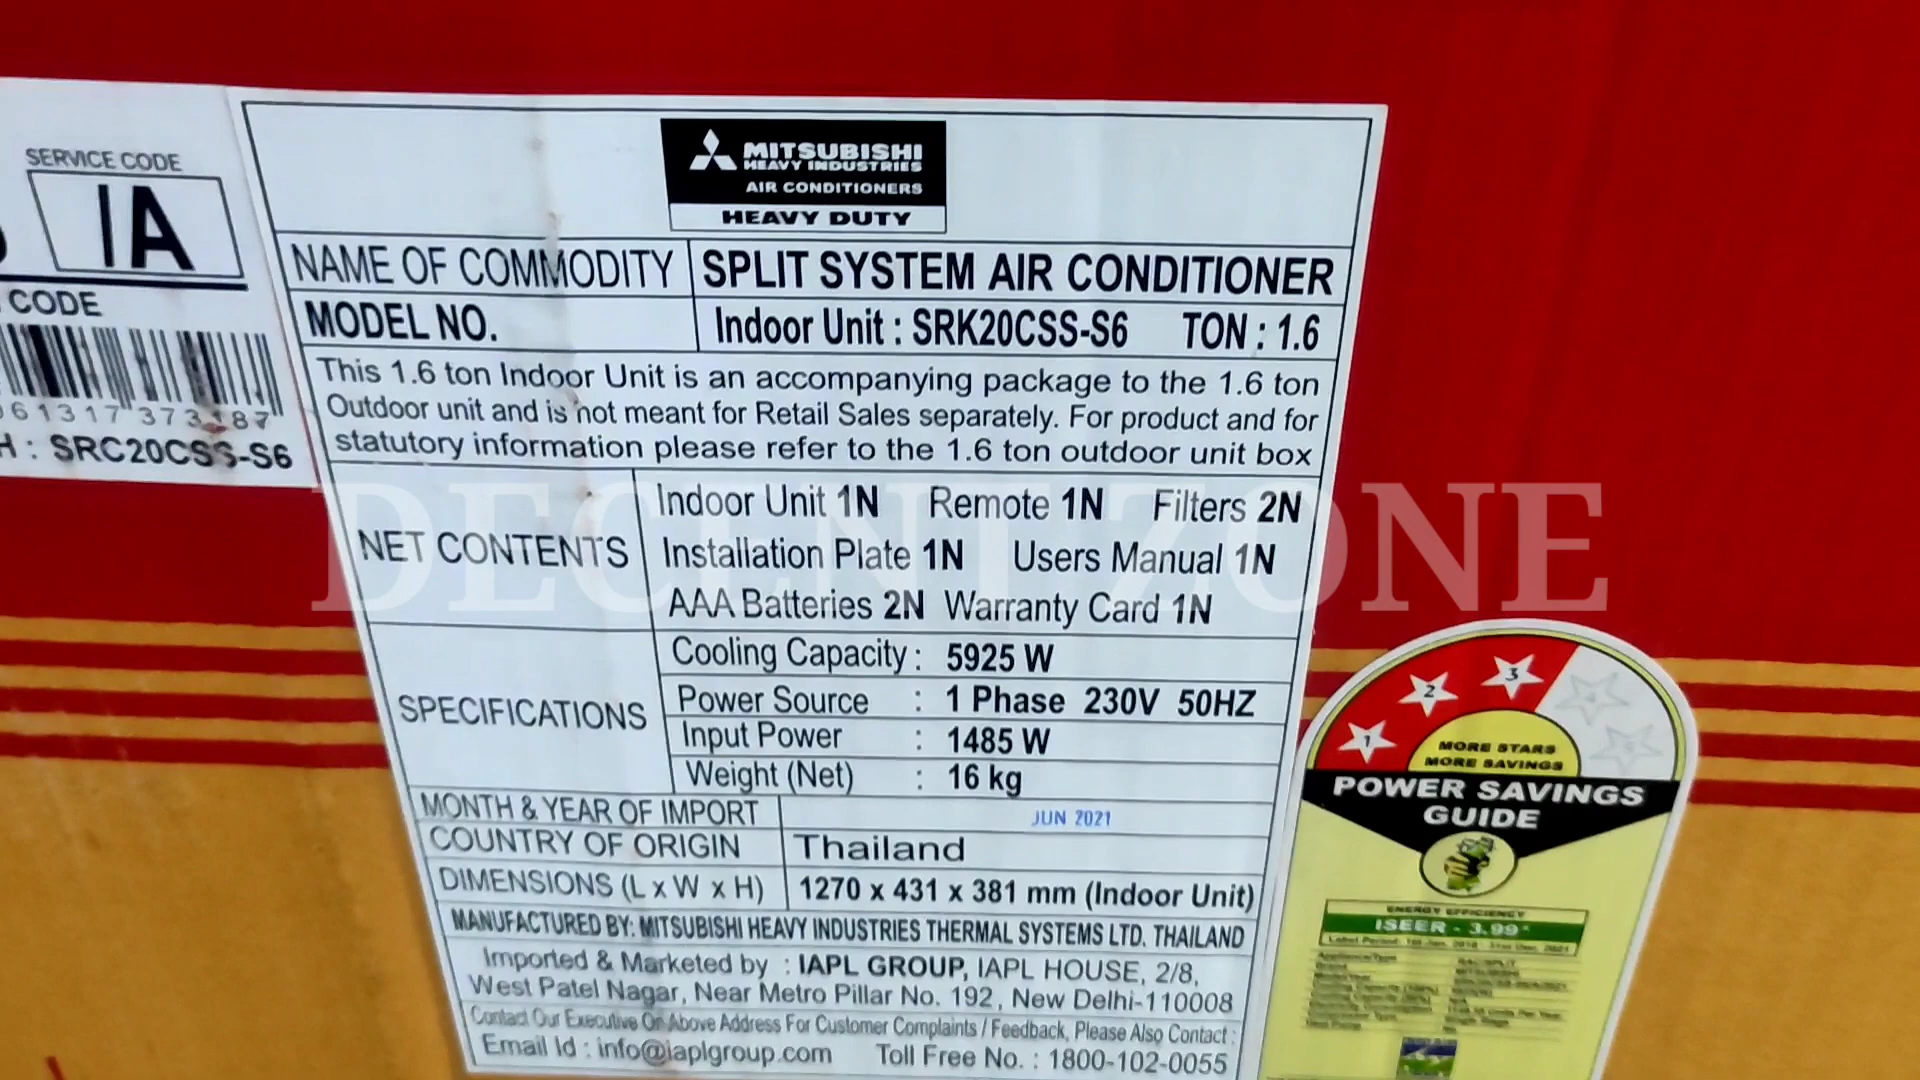 SERVICE CODE
IA
CODE
61317 373187
H : SRC20CSS-S6
MITSUBISHI
HEAVY INDUSTRIES
AIR CONDITIONERS
HEAVY DUTY
NAME OF COMMODITY SPLIT SYSTEM AIR CONDITIONER
MODEL NO. Indoor Unit : SRK20CSS-S6 TON : 1.6
This 1.6 ton Indoor Unit is an accompanying package to the 1.6 ton
Outdoor unit and is not meant for Retail Sales separately. For product and for
statutory information please refer to the 1.6 ton outdoor unit box
DECENT ZONE
NET CONTENTS
Indoor Unit 1N Remote 1N Filters 2N
Installation Plate 1N Users Manual 1N
AAA Batteries 2N Warranty Card 1N
SPECIFICATIONS
Cooling Capacity : 5925 W
Power Source : 1 Phase 230V 50HZ
Input Power : 1485 W
Weight (Net) : 16 kg
MONTH & YEAR OF IMPORT JUN 2021
COUNTRY OF ORIGIN Thailand
DIMENSIONS (L x W x H) 1270 x 431 x 381 mm (Indoor Unit)
MANUFACTURED BY: MITSUBISHI HEAVY INDUSTRIES THERMAL SYSTEMS LTD. THAILAND
Imported & Marketed by : IAPL GROUP, IAPL HOUSE, 2/8,
West Patel Nagar, Near Metro Pillar No. 192, New Delhi-110008
Contact Our Executive On Above Address For Customer Complaints / Feedback, Please Also Contact :
Email Id : info@iaplgroup.com Toll Free No. : 1800-102-0055
1 2 3 4 5
MORE STARS
MORE SAVINGS
POWER SAVINGS
GUIDE
ENERGY EFFICIENCY
ISEER - 3.99*